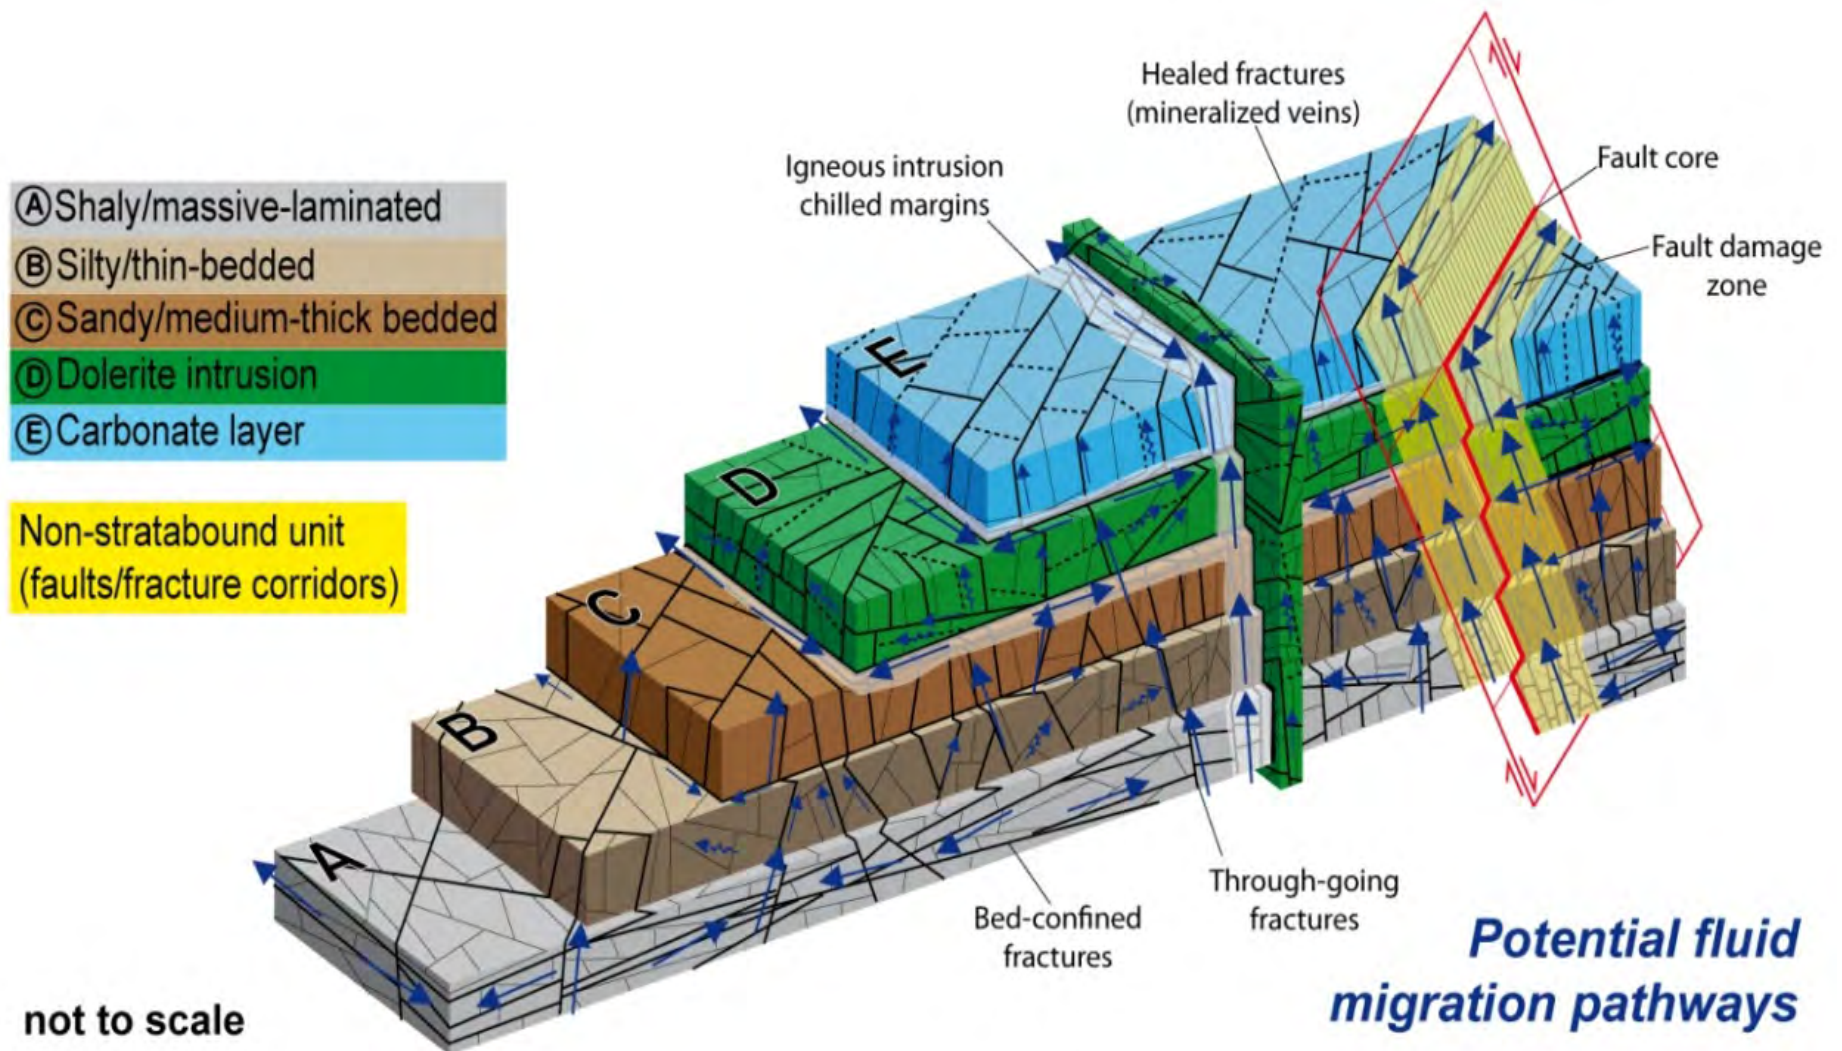 Healed fractures
(mineralized veins)
Igneous intrusion
chilled margins
Fault core
Fault damage
zone
Ⓐ Shaly/massive-laminated
Ⓑ Silty/thin-bedded
Ⓒ Sandy/medium-thick bedded
Ⓓ Dolerite intrusion
Ⓔ Carbonate layer
Non-stratabound unit
(faults/fracture corridors)
E
D
C
B
A
Through-going
fractures
Bed-confined
fractures
Potential fluid
migration pathways
not to scale